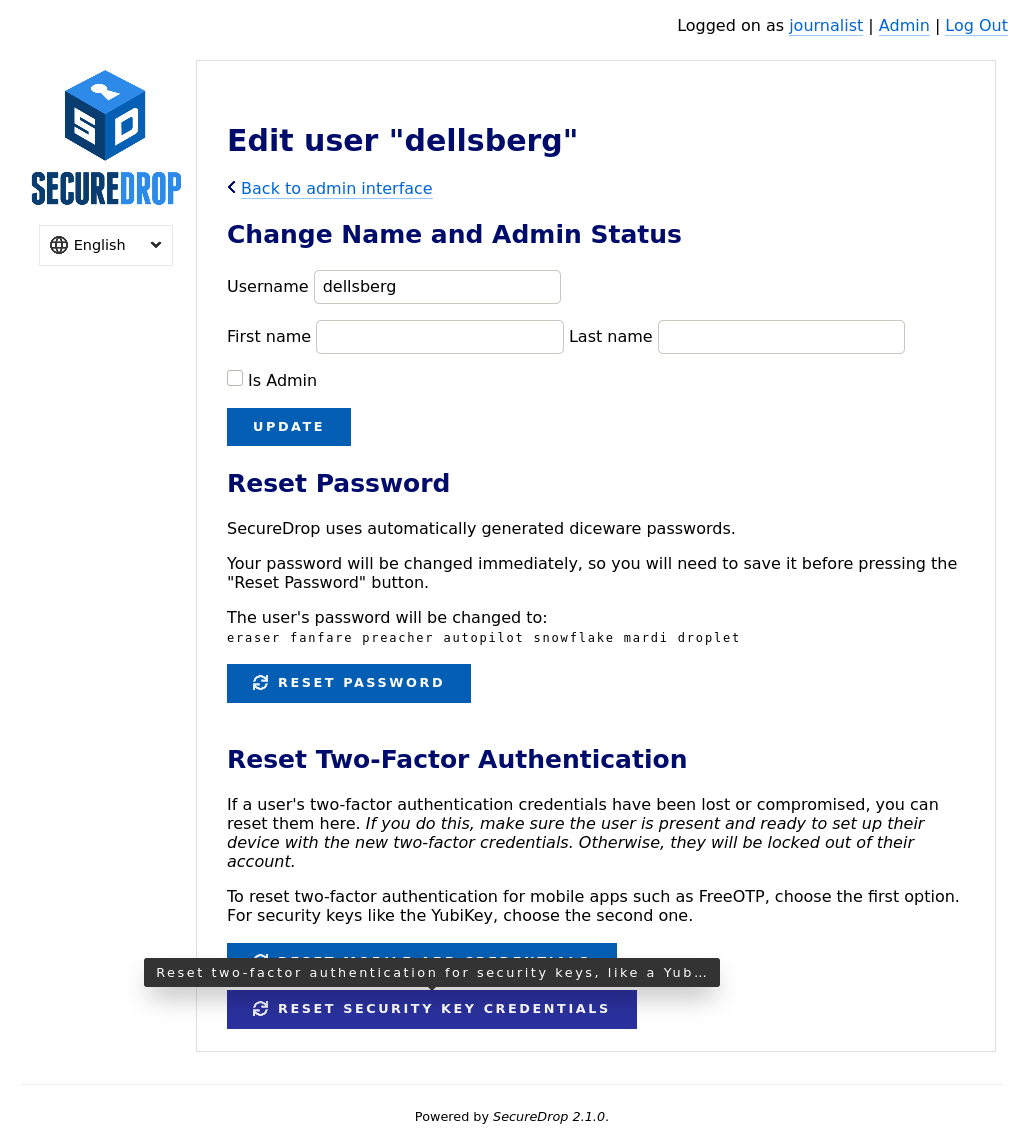 Logged on as journalist | Admin | Log Out
SECUREDROP
English
Edit user "dellsberg"
Back to admin interface
Change Name and Admin Status
Username dellsberg
First name Last name
Is Admin
UPDATE
Reset Password
SecureDrop uses automatically generated diceware passwords.
Your password will be changed immediately, so you will need to save it before pressing the
"Reset Password" button.
The user's password will be changed to:
eraser fanfare preacher autopilot snowflake mardi droplet
RESET PASSWORD
Reset Two-Factor Authentication
If a user's two-factor authentication credentials have been lost or compromised, you can
reset them here. If you do this, make sure the user is present and ready to set up their
device with the new two-factor credentials. Otherwise, they will be locked out of their
account.
To reset two-factor authentication for mobile apps such as FreeOTP, choose the first option.
For security keys like the YubiKey, choose the second one.
Reset two-factor authentication for security keys, like a Yub…
RESET SECURITY KEY CREDENTIALS
Powered by SecureDrop 2.1.0.